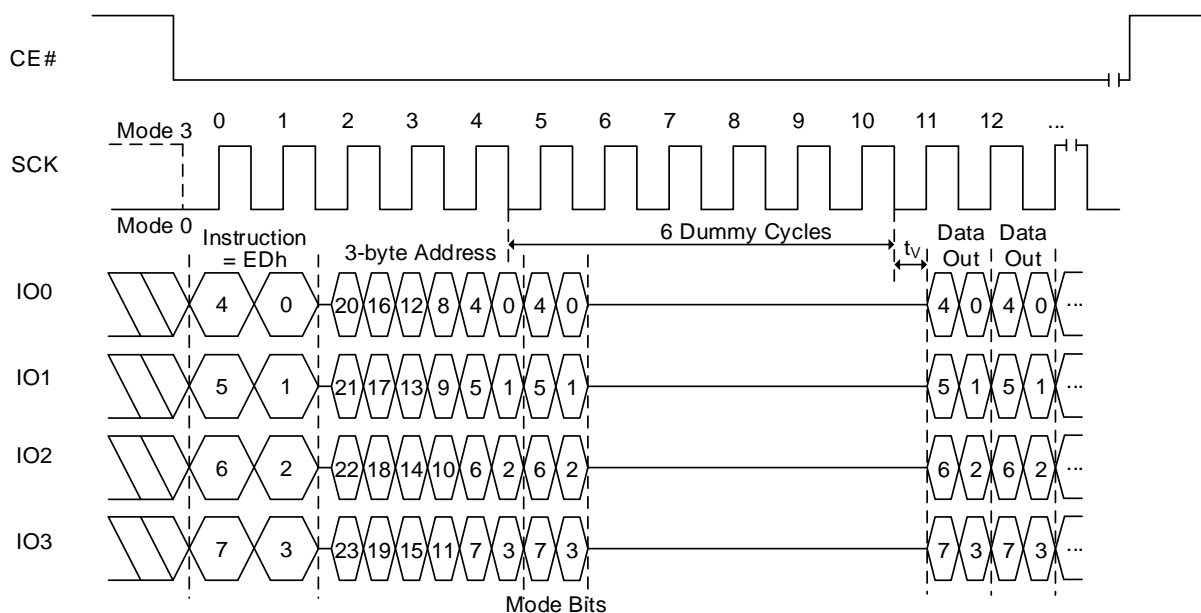 CE#
0 1 2 3 4 5 6 7 8 9 10 11 12 ...
Mode 3
SCK
Mode 0
Instruction
= EDh
3-byte Address
6 Dummy Cycles
tV
Data
Out
Data
Out
IO0 4 0 20 16 12 8 4 0 4 0 4 0 4 0 ...
IO1 5 1 21 17 13 9 5 1 5 1 5 1 5 1 ...
IO2 6 2 22 18 14 10 6 2 6 2 6 2 6 2 ...
IO3 7 3 23 19 15 11 7 3 7 3 7 3 7 3 ...
Mode Bits